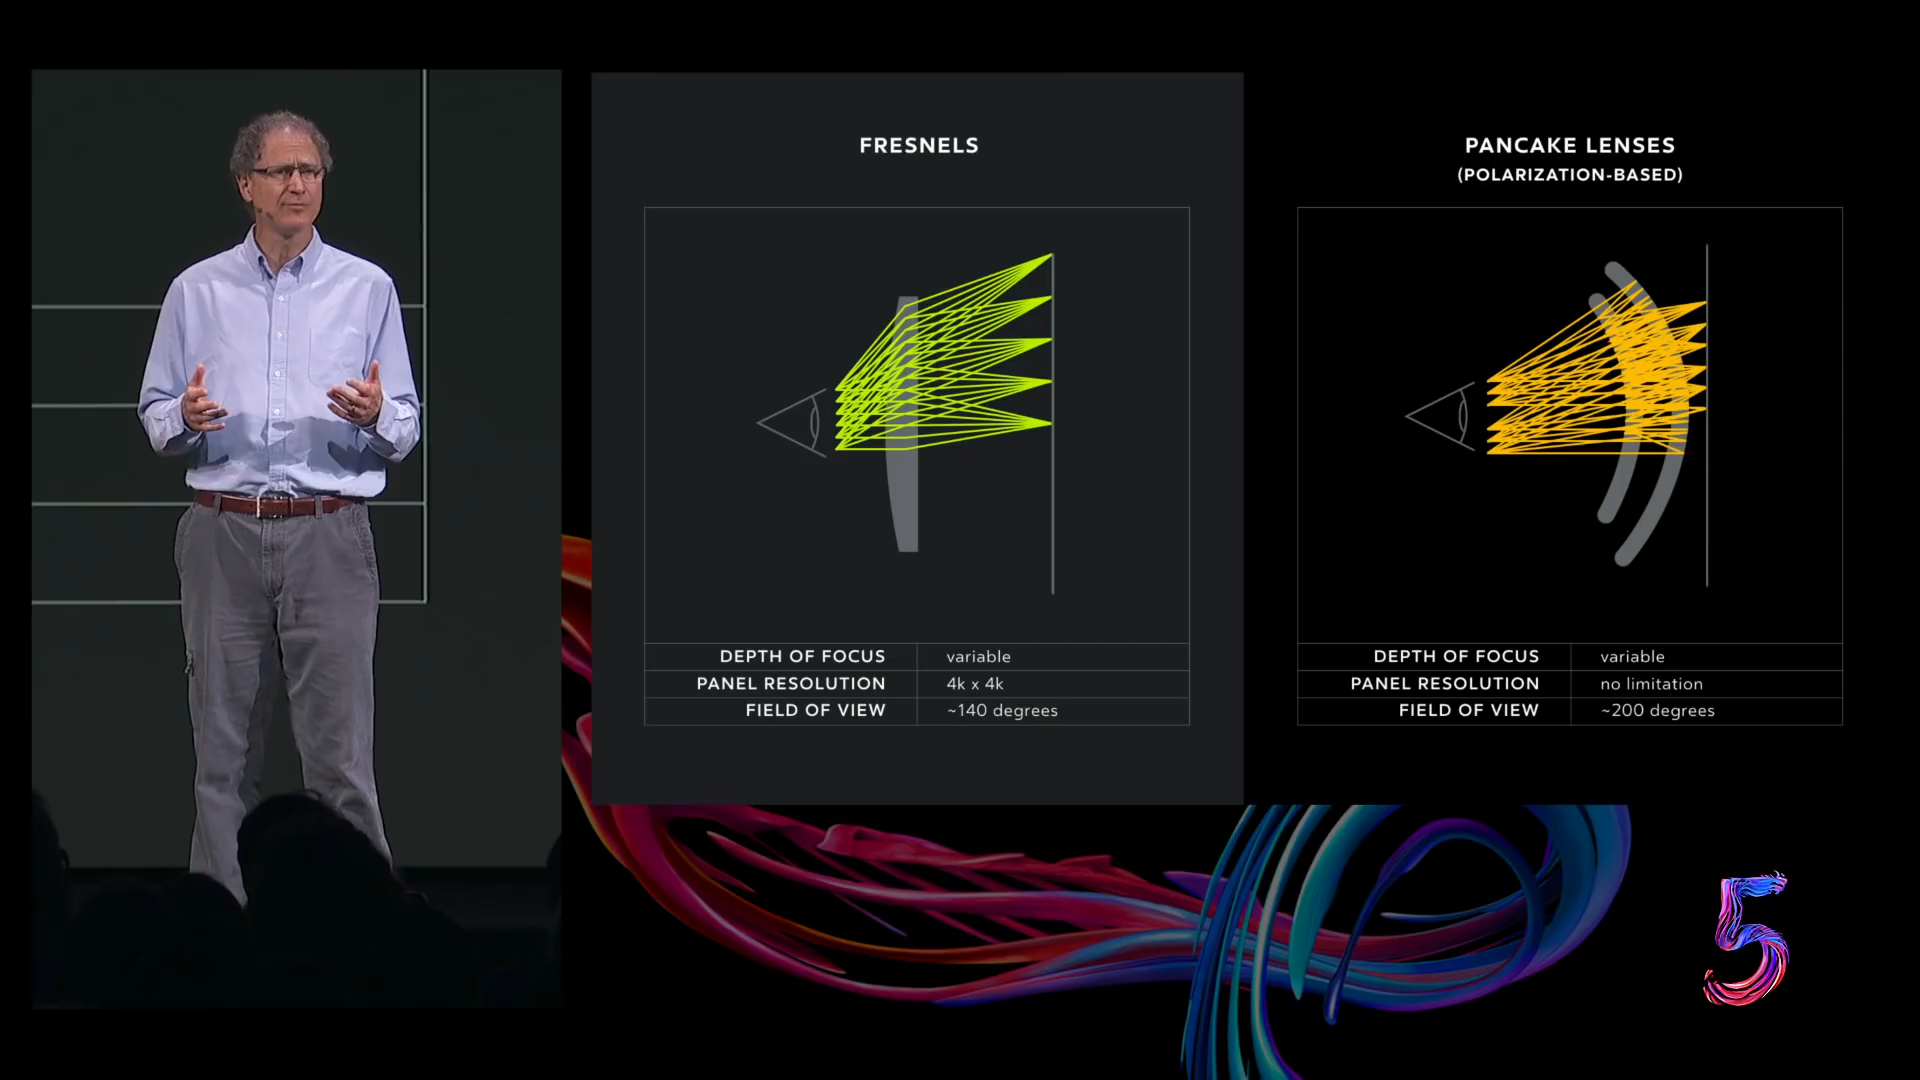 FRESNELS
DEPTH OF FOCUS variable
PANEL RESOLUTION 4k x 4k
FIELD OF VIEW ~140 degrees
PANCAKE LENSES
(POLARIZATION-BASED)
DEPTH OF FOCUS variable
PANEL RESOLUTION no limitation
FIELD OF VIEW ~200 degrees
5